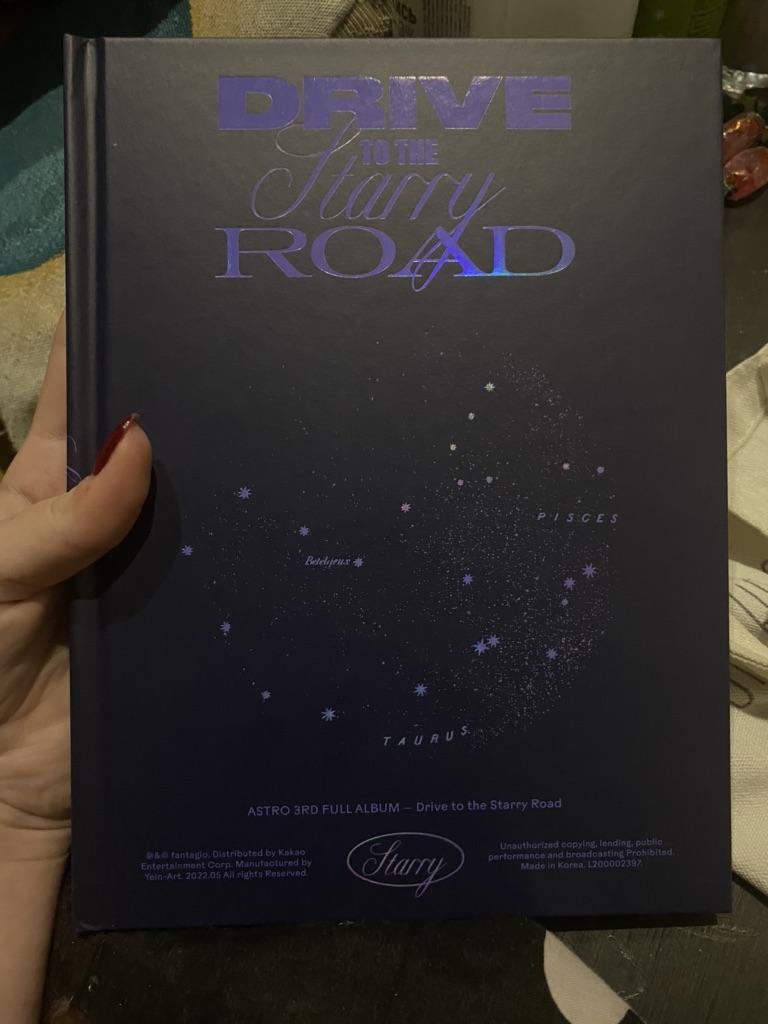 DRIVE
TO THE
Starry
ROAD
PISCES
Betelgeus
TAURUS
ASTRO 3RD FULL ALBUM – Drive to the Starry Road
℗&© fantagio. Distributed by Kakao
Entertainment Corp. Manufactured by
Yein-Art. 2022.05 All rights Reserved.
Starry
Unauthorized copying, lending, public
performance and broadcasting Prohibited.
Made in Korea. L200002397.